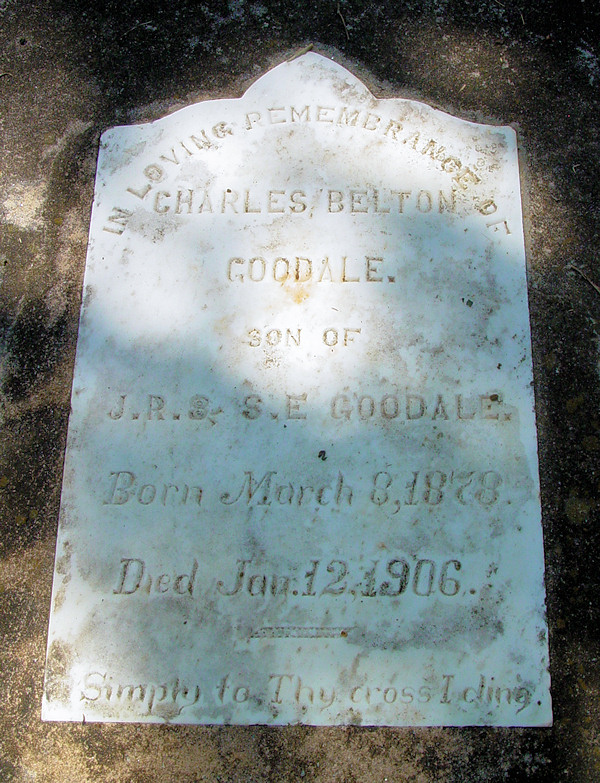 IN LOVING REMEMBRANCE OF
CHARLES BELTON
GOODALE.
SON OF
J.R.& S.E GOODALE.
Born March 8, 1878.
Died Jan. 12, 1906.
Simply to Thy cross I cling.